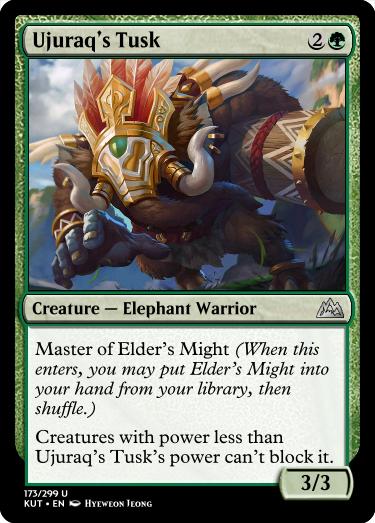 Ujuraq's Tusk 2
Creature — Elephant Warrior
Master of Elder's Might (When this
enters, you may put Elder's Might into
your hand from your library, then
shuffle.)
Creatures with power less than
Ujuraq's Tusk's power can't block it.
3/3
173/299 U
KUT • EN Hyeweon Jeong